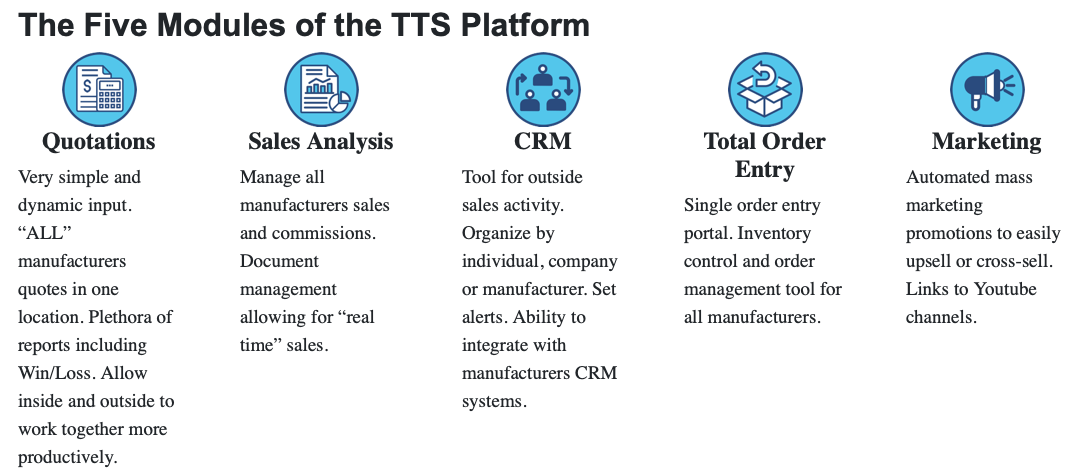 The Five Modules of the TTS Platform
Quotations
Very simple and
dynamic input.
“ALL”
manufacturers
quotes in one
location. Plethora of
reports including
Win/Loss. Allow
inside and outside to
work together more
productively.
Sales Analysis
Manage all
manufacturers sales
and commissions.
Document
management
allowing for “real
time” sales.
CRM
Tool for outside
sales activity.
Organize by
individual, company
or manufacturer. Set
alerts. Ability to
integrate with
manufacturers CRM
systems.
Total Order
Entry
Single order entry
portal. Inventory
control and order
management tool for
all manufacturers.
Marketing
Automated mass
marketing
promotions to easily
upsell or cross-sell.
Links to Youtube
channels.